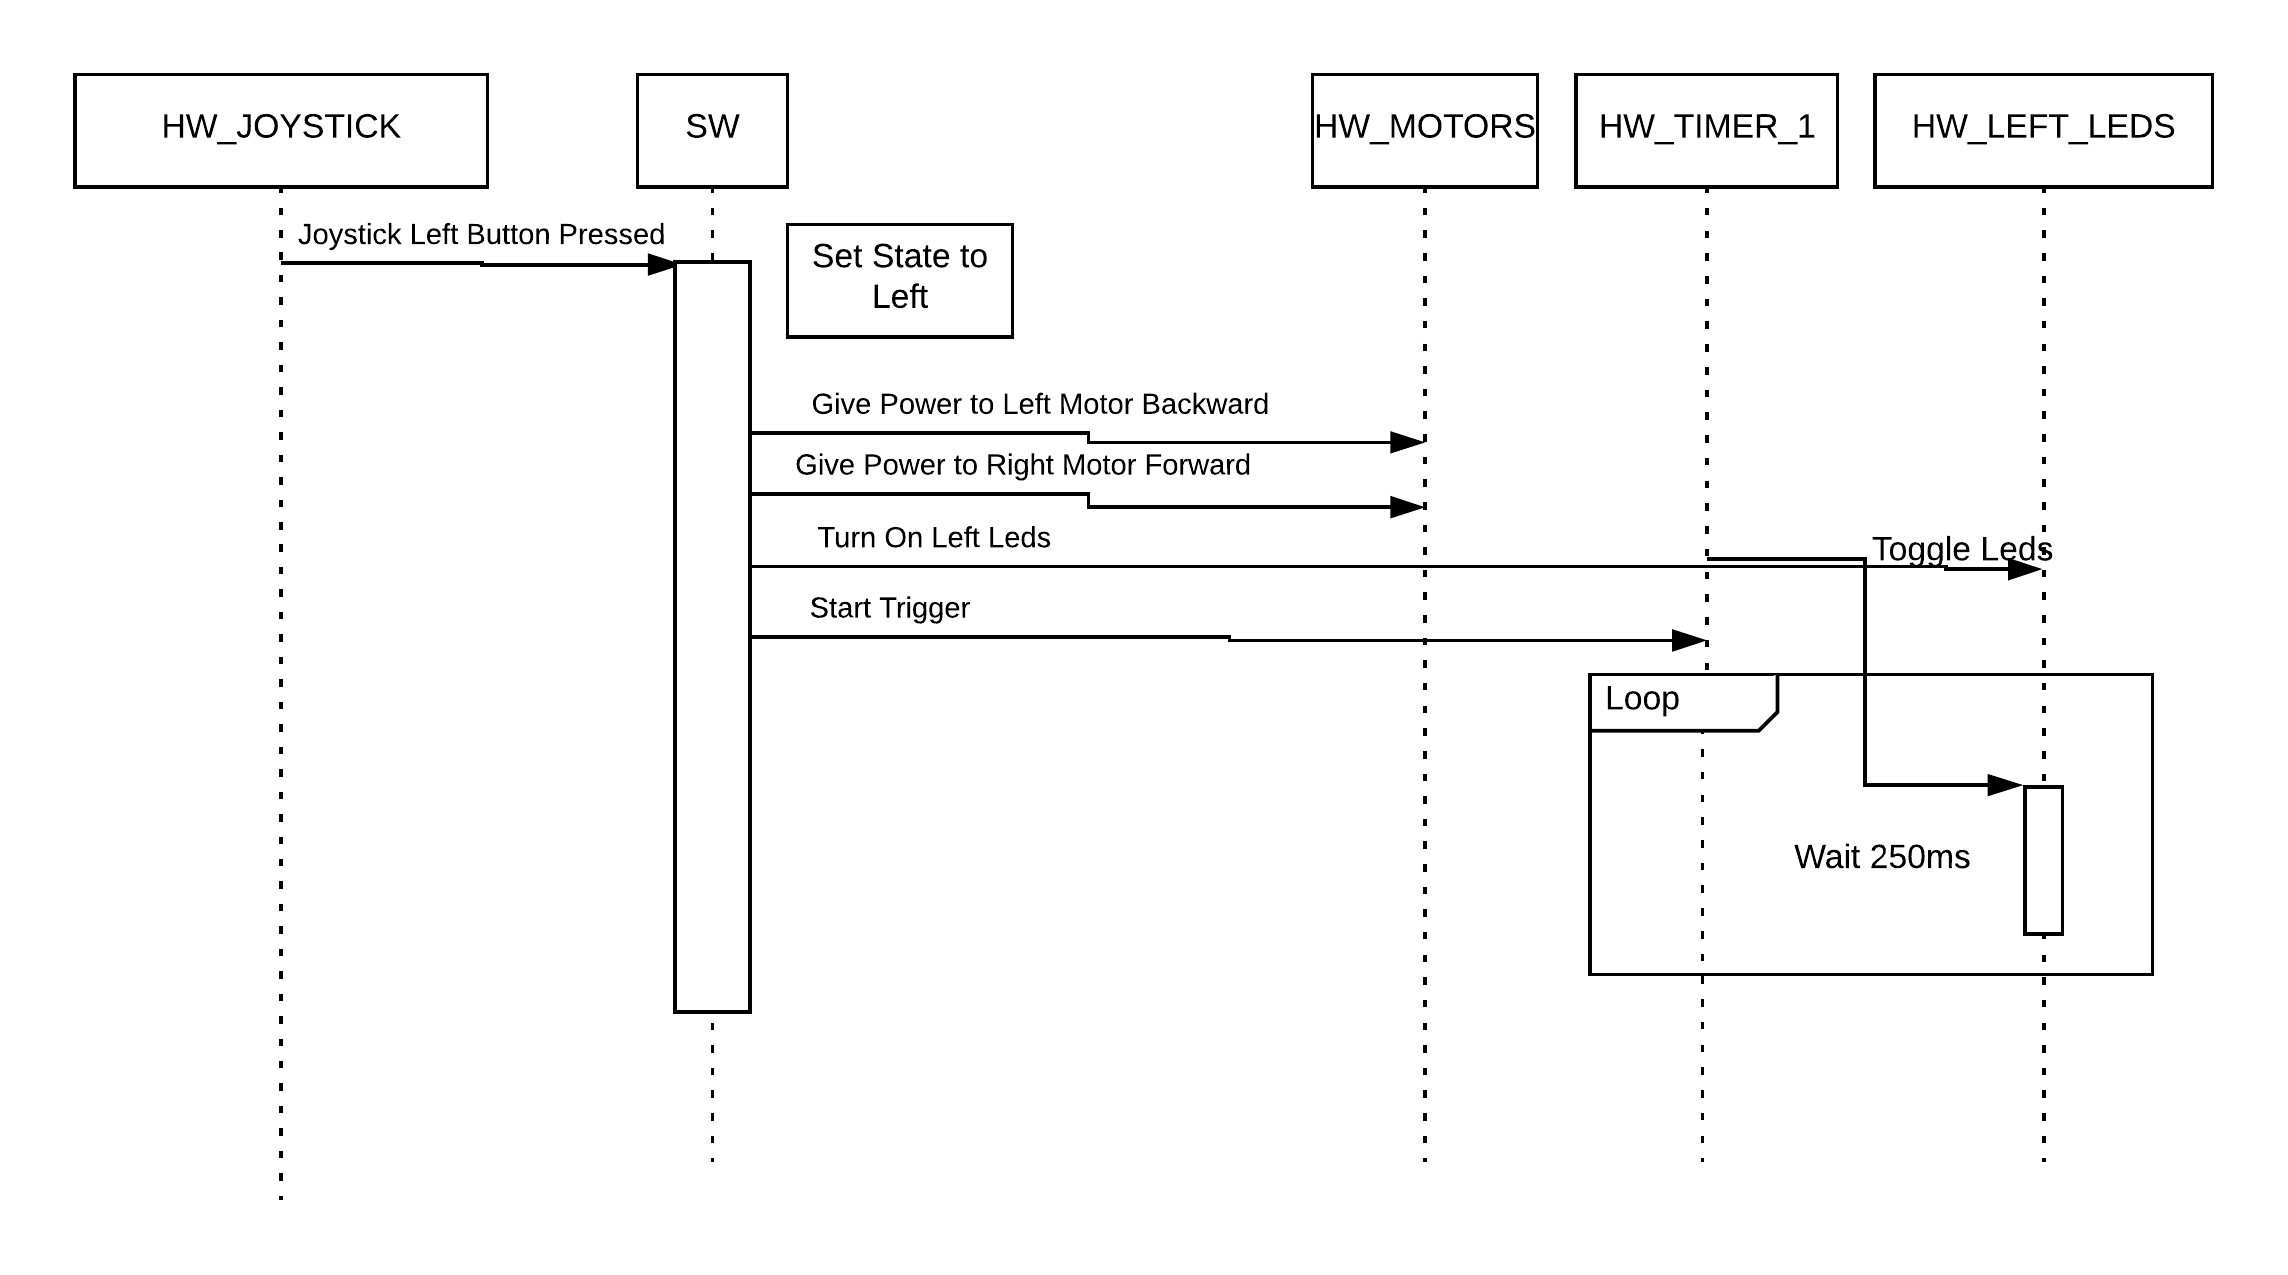 HW_JOYSTICK
SW
HW_MOTORS
HW_TIMER_1
HW_LEFT_LEDS
Joystick Left Button Pressed
Set State to
Left
Give Power to Left Motor Backward
Give Power to Right Motor Forward
Turn On Left Leds
Toggle Leds
Start Trigger
Loop
Wait 250ms